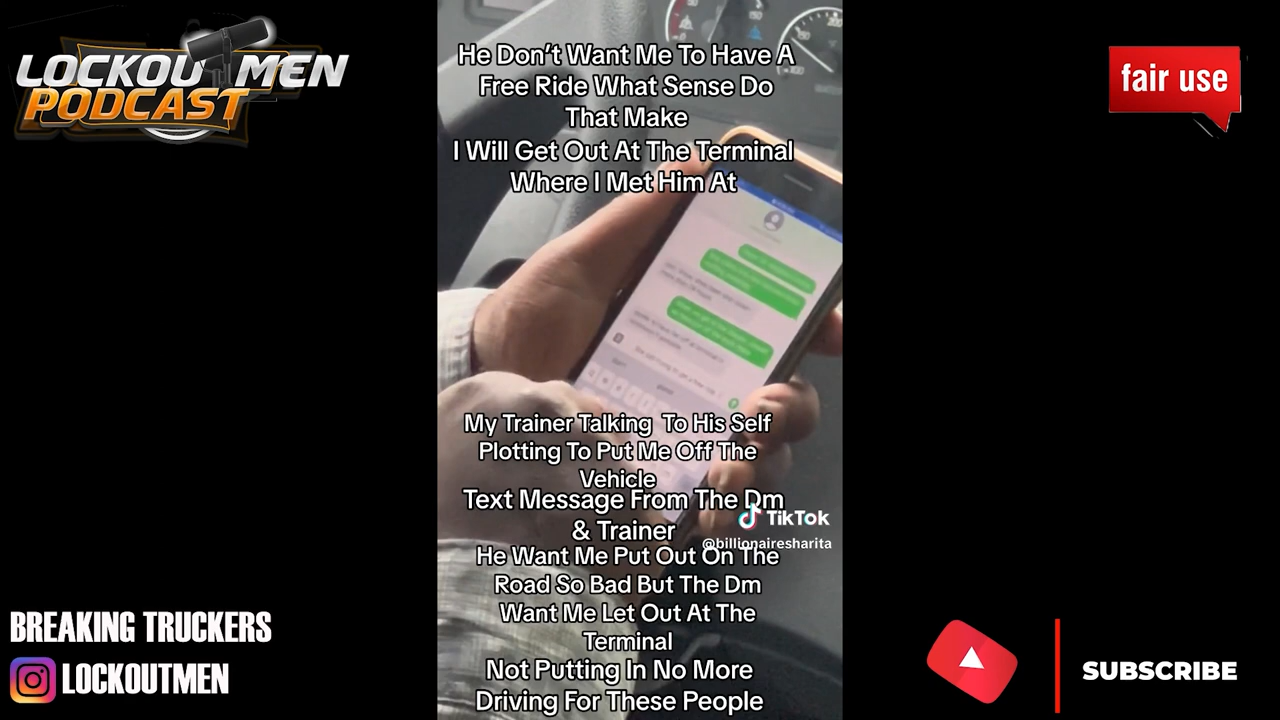 LOCKOU MEN
PODCAST
fair use
He Don't Want Me To Have A
Free Ride What Sense Do
That Make
I Will Get Out At The Terminal
Where I Met Him At
My Trainer Talking To His Self
Plotting To Put Me Off The
Vehicle
Text Message From The Dm
& Trainer
TikTok
@billionairesharita
He Want Me Put Out On The
Road So Bad But The Dm
Want Me Let Out At The
Terminal
Not Putting In No More
Driving For These People
BREAKING TRUCKERS
LOCKOUTMEN
SUBSCRIBE